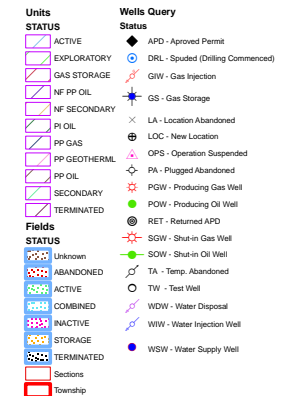 Units
STATUS
ACTIVE
EXPLORATORY
GAS STORAGE
NF PP OIL
NF SECONDARY
PI OIL
PP GAS
PP GEOTHERML
PP OIL
SECONDARY
TERMINATED
Fields
STATUS
Unknown
ABANDONED
ACTIVE
COMBINED
INACTIVE
STORAGE
TERMINATED
Sections
Township
Wells Query
Status
APD - Aproved Permit
DRL - Spuded (Drilling Commenced)
GIW - Gas Injection
GS - Gas Storage
LA - Location Abandoned
LOC - New Location
OPS - Operation Suspended
PA - Plugged Abandoned
PGW - Producing Gas Well
POW - Producing Oil Well
RET - Returned APD
SGW - Shut-in Gas Well
SOW - Shut-in Oil Well
TA - Temp. Abandoned
TW - Test Well
WDW - Water Disposal
WIW - Water Injection Well
WSW - Water Supply Well